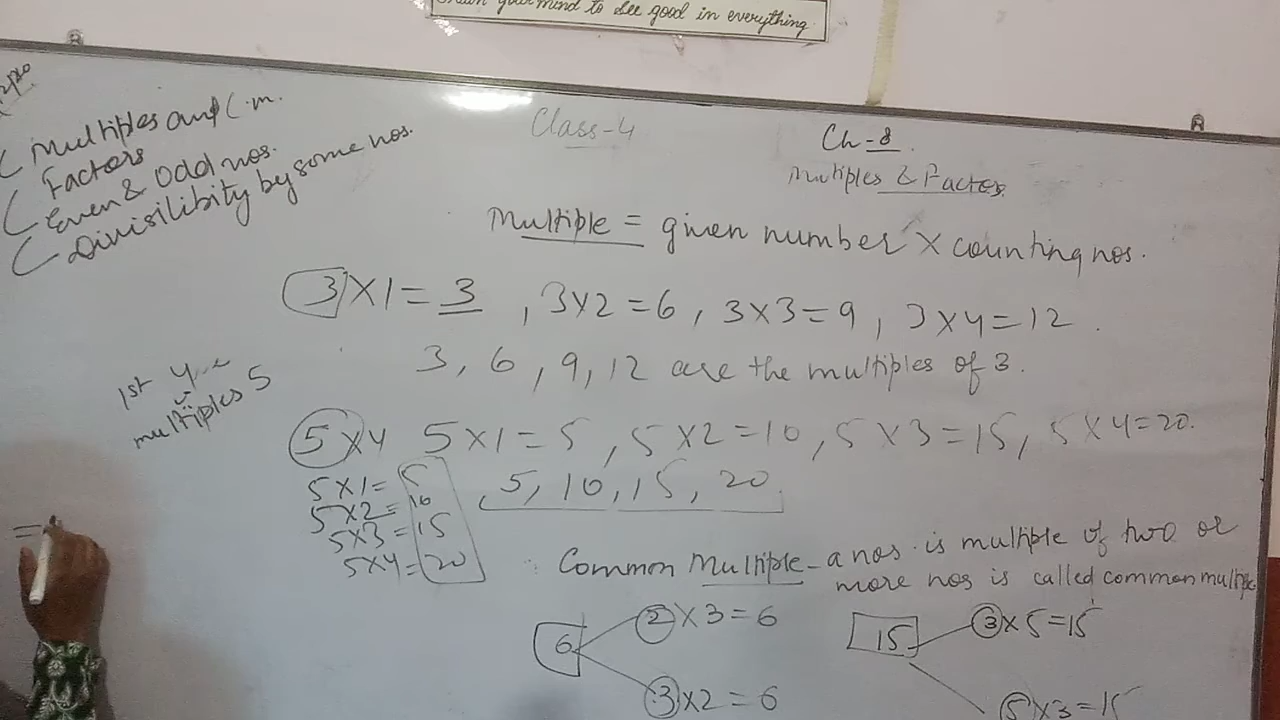 your mind to see good in everything
Multiples and C.m.
Factors
Even & Odd nos.
Divisilibity by some nos.
Class-4
Ch-8.
Multiples & Factors
Multiple = given number × counting nos.
3×1=3, 3×2=6, 3×3=9, 3×4=12.
3, 6, 9, 12 are the multiples of 3.
1st 4
multiples 5
5×4 5×1=5, 5×2=10, 5×3=15, 5×4=20.
5×1=5
5×2=10
5×3=15
5×4=20
5, 10, 15, 20
Common Multiple - a nos. is multiple of two or
more nos is called common multiple
6
2×3=6
3×2=6
15
3×5=15
5×3=15
=